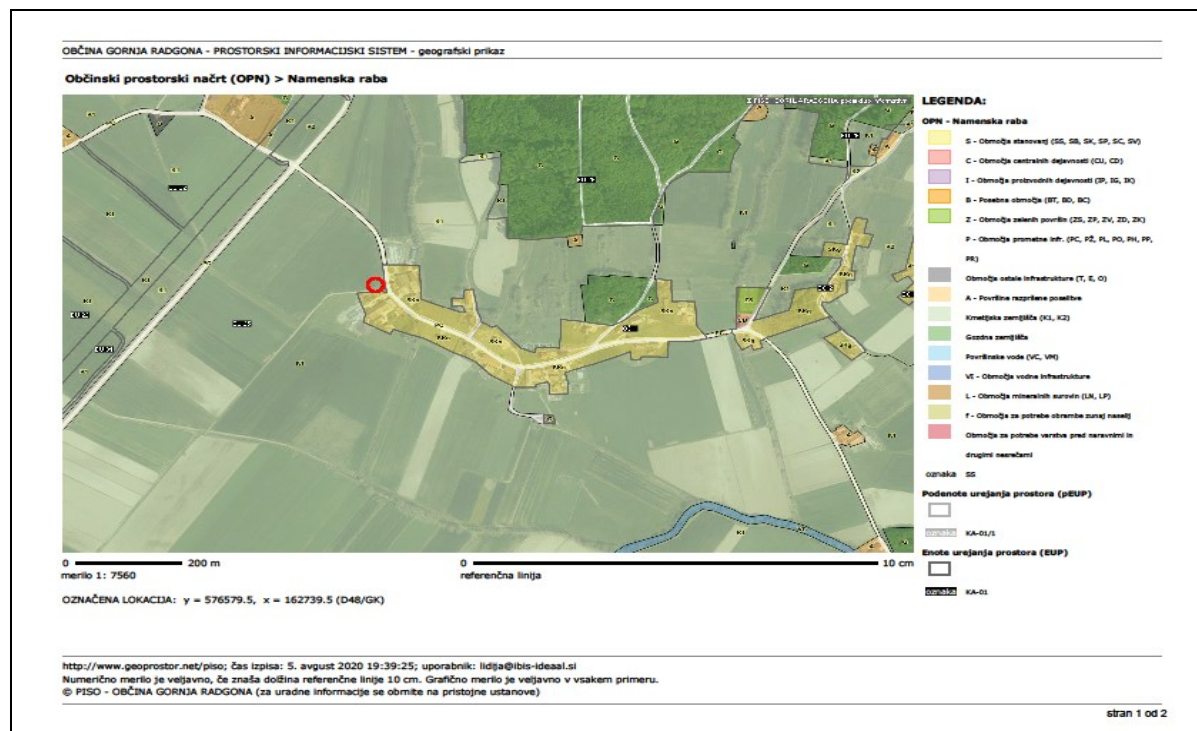 OBČINA GORNJA RADGONA - PROSTORSKI INFORMACIJSKI SISTEM - geografski prikaz
Občinski prostorski načrt (OPN) > Namenska raba
LEGENDA:
OPN - Namenska raba
S - Območja stanovanj (SS, SB, SK, SP, SC, SV)
C - Območja centralnih dejavnosti (CU, CD)
I - Območja proizvodnih dejavnosti (IP, IG, IK)
B - Posebna območja (BT, BD, BC)
Z - Območja zelenih površin (ZS, ZP, ZV, ZD, ZK)
P - Območja prometne infr. (PC, PŽ, PL, PO, PH, PP,
PR)
Območja ostale infrastrukture (T, E, O)
A - Površine razpršene poselitve
Kmetijska zemljišča (K1, K2)
Gozdna zemljišča
Površinske vode (VC, VM)
VI - Območja vodne infrastrukture
L - Območja mineralnih surovin (LN, LP)
f - Območja za potrebe obrambe zunaj naselij
Območja za potrebe varstva pred naravnimi in
drugimi nesrečami
oznaka SS
Podenote urejanja prostora (pEUP)
oznaka KA-01/1
Enote urejanja prostora (EUP)
oznaka KA-01
0 200 m
merilo 1: 7560
0 10 cm
referenčna linija
OZNAČENA LOKACIJA: y = 576579.5, x = 162739.5 (D48/GK)
http://www.geoprostor.net/piso; čas izpisa: 5. avgust 2020 19:39:25; uporabnik: lidija@ibis-ideaal.si
Numerično merilo je veljavno, če znaša dolžina referenčne linije 10 cm. Grafično merilo je veljavno v vsakem primeru.
© PISO - OBČINA GORNJA RADGONA (za uradne informacije se obrnite na pristojne ustanove)
stran 1 od 2